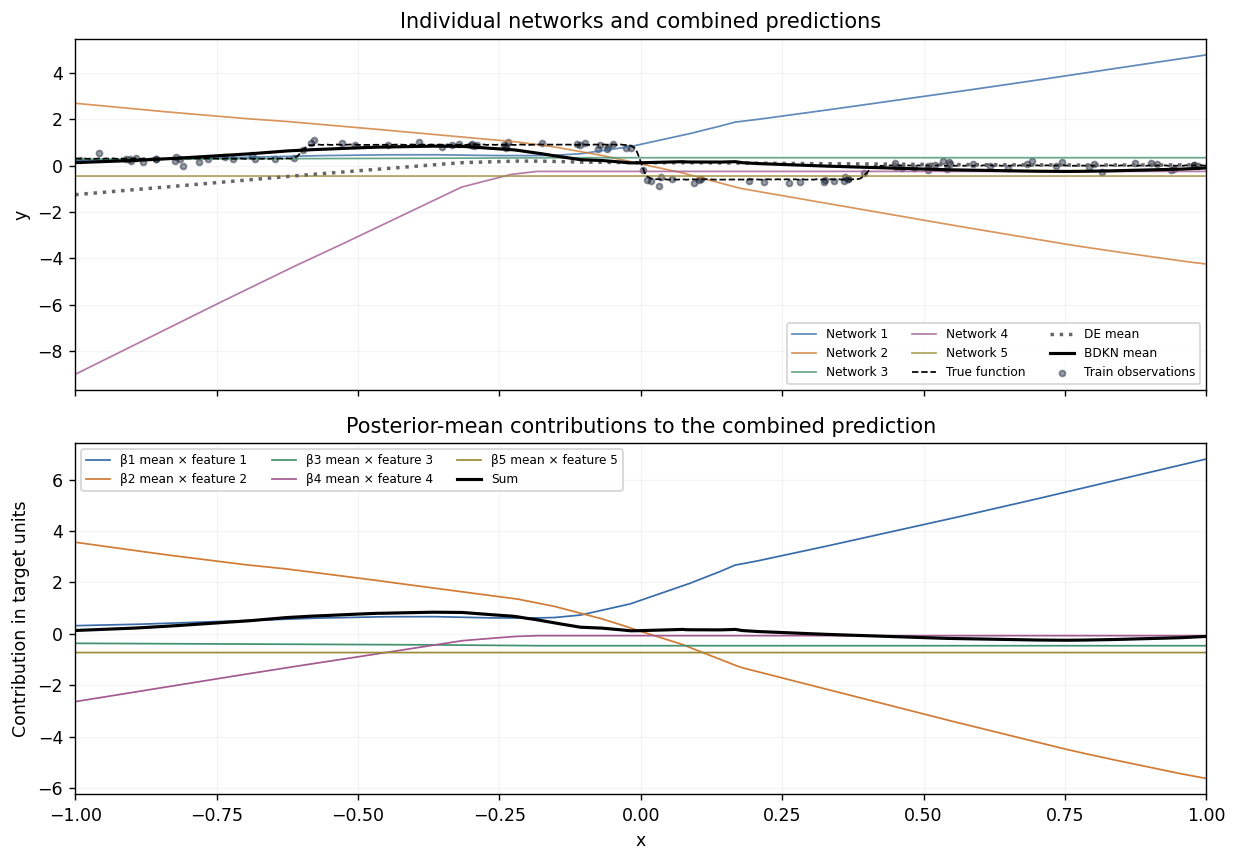 Individual networks and combined predictions
4
2
0
−2
−4
−6
−8
y
Network 1 Network 4 DE mean
Network 2 Network 5 BDKN mean
Network 3 True function Train observations
Posterior-mean contributions to the combined prediction
β1 mean × feature 1 β3 mean × feature 3 β5 mean × feature 5
β2 mean × feature 2 β4 mean × feature 4 Sum
6
4
2
0
−2
−4
−6
Contribution in target units
−1.00 −0.75 −0.50 −0.25 0.00 0.25 0.50 0.75 1.00
x